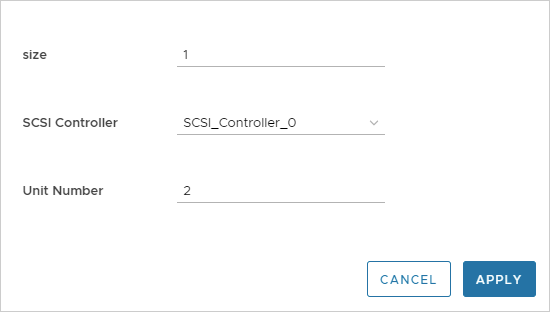 size 1
SCSI Controller SCSI_Controller_0
Unit Number 2
CANCEL APPLY